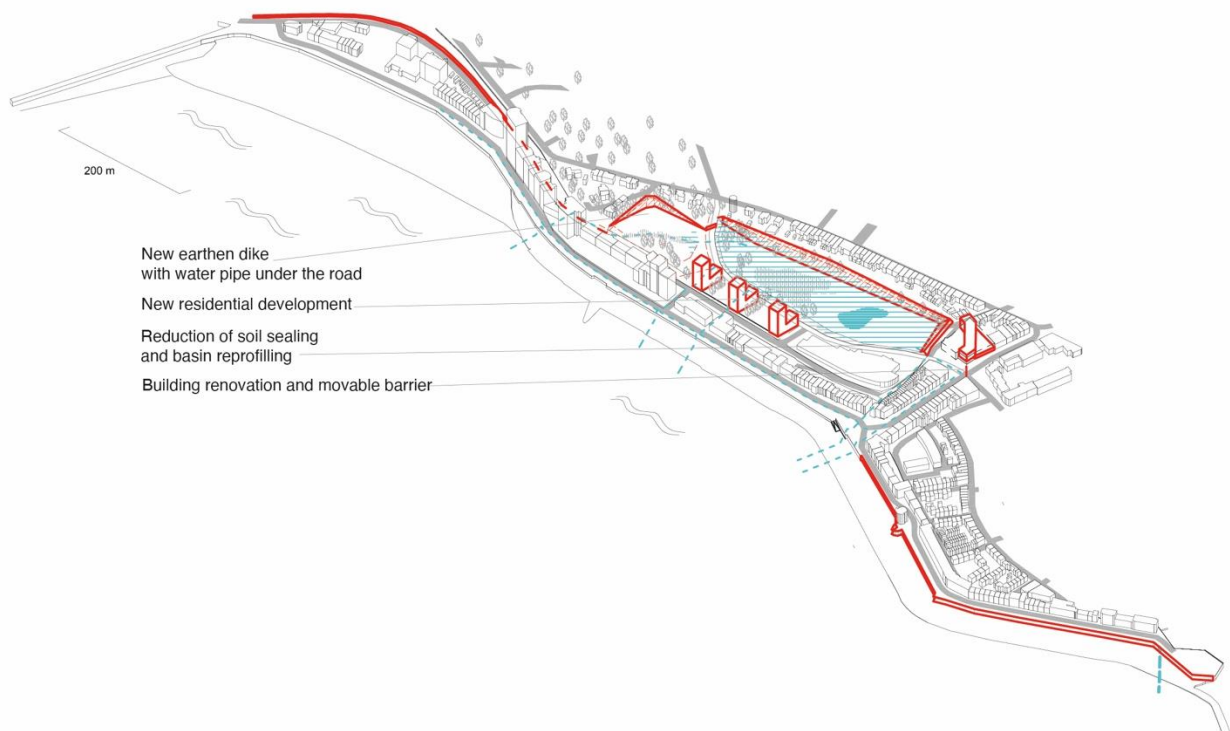 200 m
New earthen dike
with water pipe under the road
New residential development
Reduction of soil sealing
and basin reprofilling
Building renovation and movable barrier